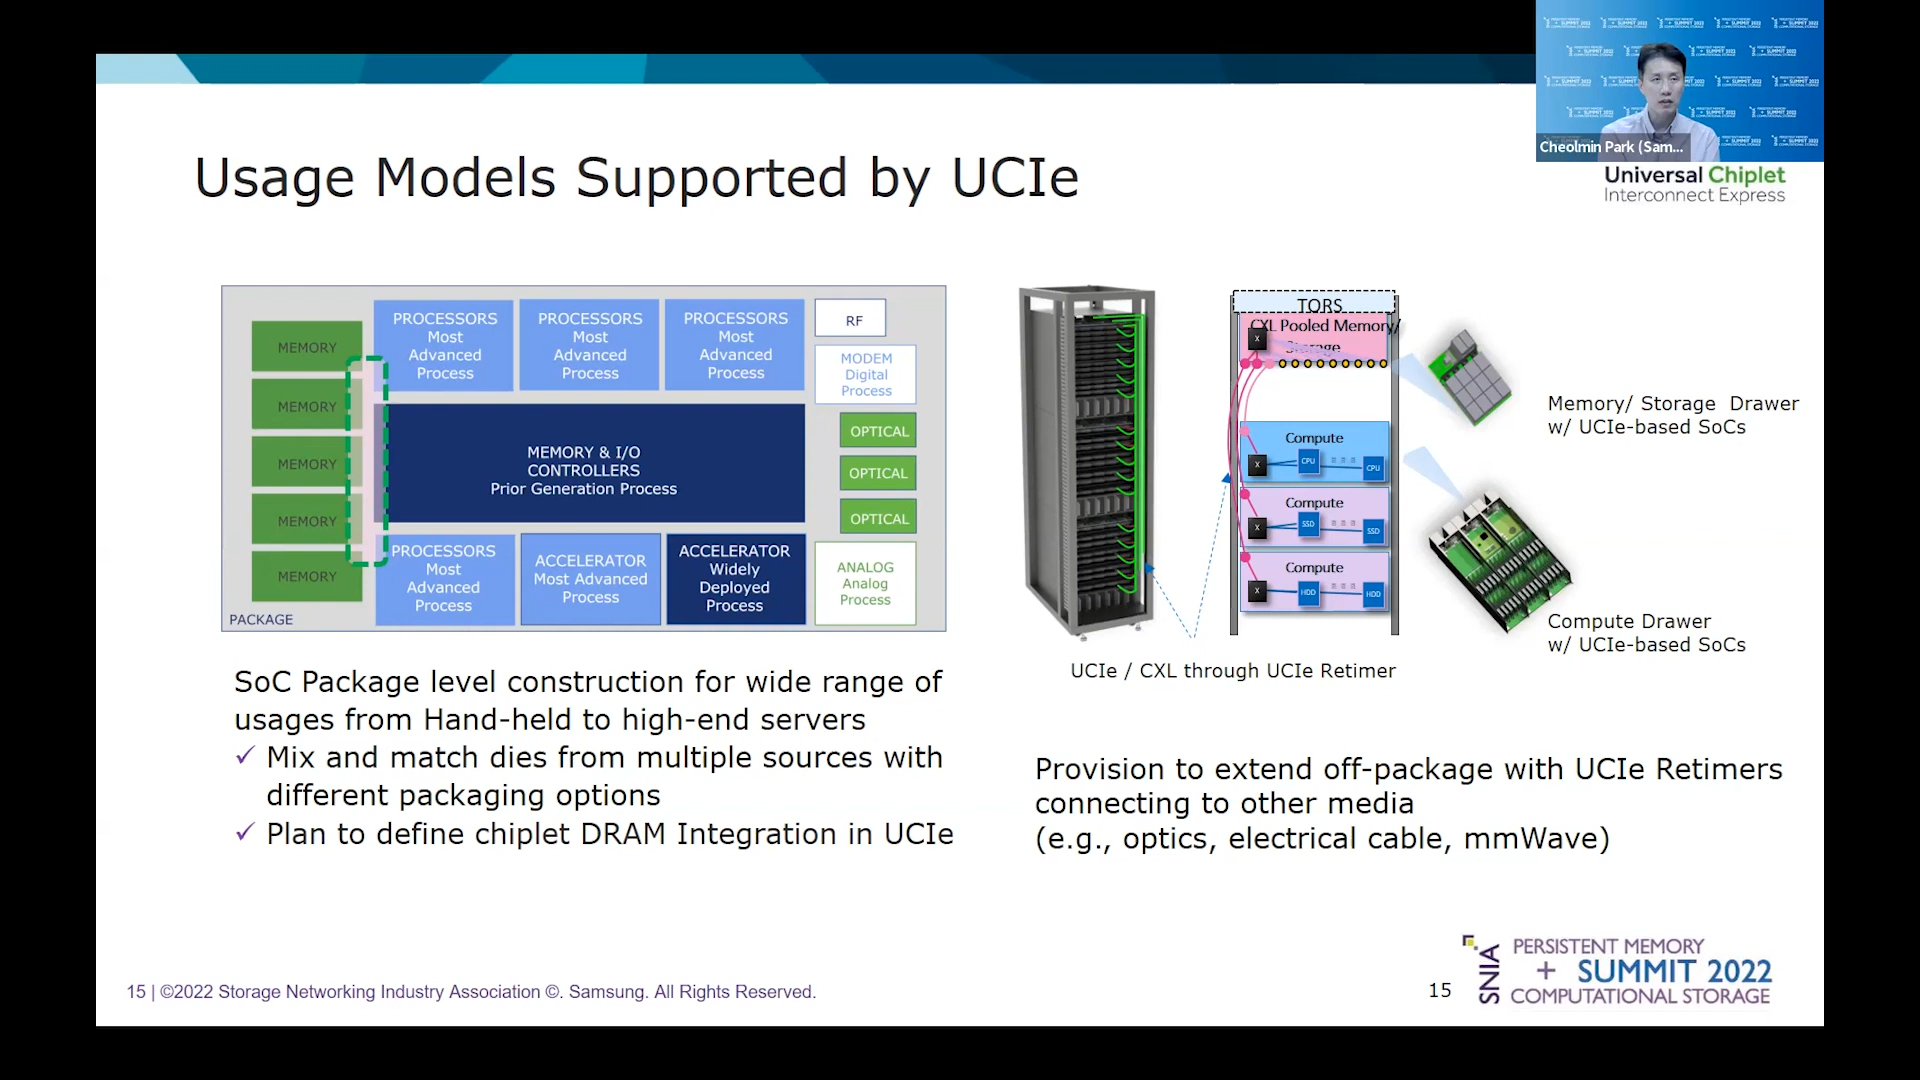 Cheolmin Park (Sam...
Universal Chiplet
Interconnect Express
Usage Models Supported by UCIe
MEMORY
MEMORY
MEMORY
MEMORY
MEMORY
PROCESSORS
Most
Advanced
Process
PROCESSORS
Most
Advanced
Process
PROCESSORS
Most
Advanced
Process
RF
MODEM
Digital
Process
MEMORY & I/O
CONTROLLERS
Prior Generation Process
OPTICAL
OPTICAL
OPTICAL
PROCESSORS
Most
Advanced
Process
ACCELERATOR
Most Advanced
Process
ACCELERATOR
Widely
Deployed
Process
ANALOG
Analog
Process
PACKAGE
SoC Package level construction for wide range of
usages from Hand-held to high-end servers
✓ Mix and match dies from multiple sources with
different packaging options
✓ Plan to define chiplet DRAM Integration in UCIe
TORS
CXL Pooled Memory/
Storage
X
Compute
X
CPU
CPU
Compute
X
SSD
SSD
Compute
X
HDD
HDD
Memory/ Storage Drawer
w/ UCIe-based SoCs
Compute Drawer
w/ UCIe-based SoCs
UCIe / CXL through UCIe Retimer
Provision to extend off-package with UCIe Retimers
connecting to other media
(e.g., optics, electrical cable, mmWave)
15 | ©2022 Storage Networking Industry Association ©. Samsung. All Rights Reserved.
15
SNIA
PERSISTENT MEMORY
+ SUMMIT 2022
COMPUTATIONAL STORAGE